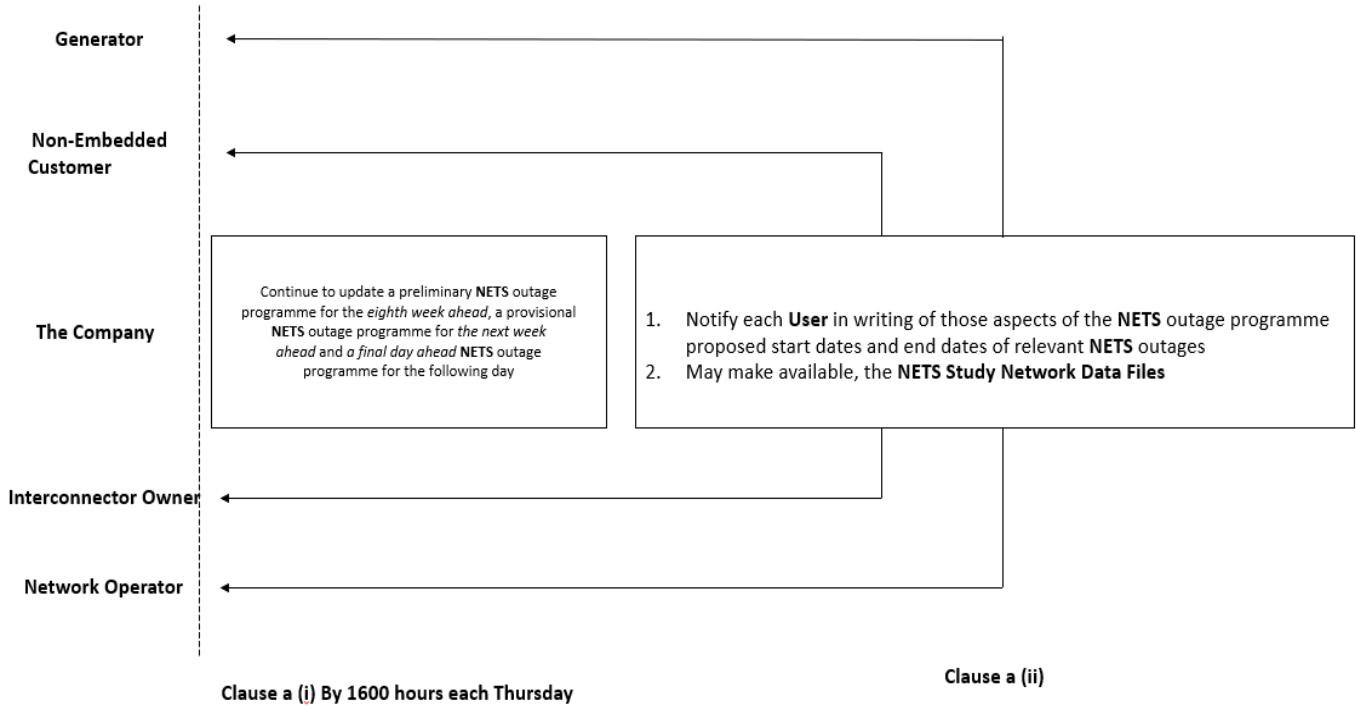 Generator
Non-Embedded
Customer
The Company
Continue to update a preliminary NETS outage
programme for the eighth week ahead, a provisional
NETS outage programme for the next week
ahead and a final day ahead NETS outage
programme for the following day
1. Notify each User in writing of those aspects of the NETS outage programme
proposed start dates and end dates of relevant NETS outages
2. May make available, the NETS Study Network Data Files
Interconnector Owner
Network Operator
Clause a (i) By 1600 hours each Thursday
Clause a (ii)